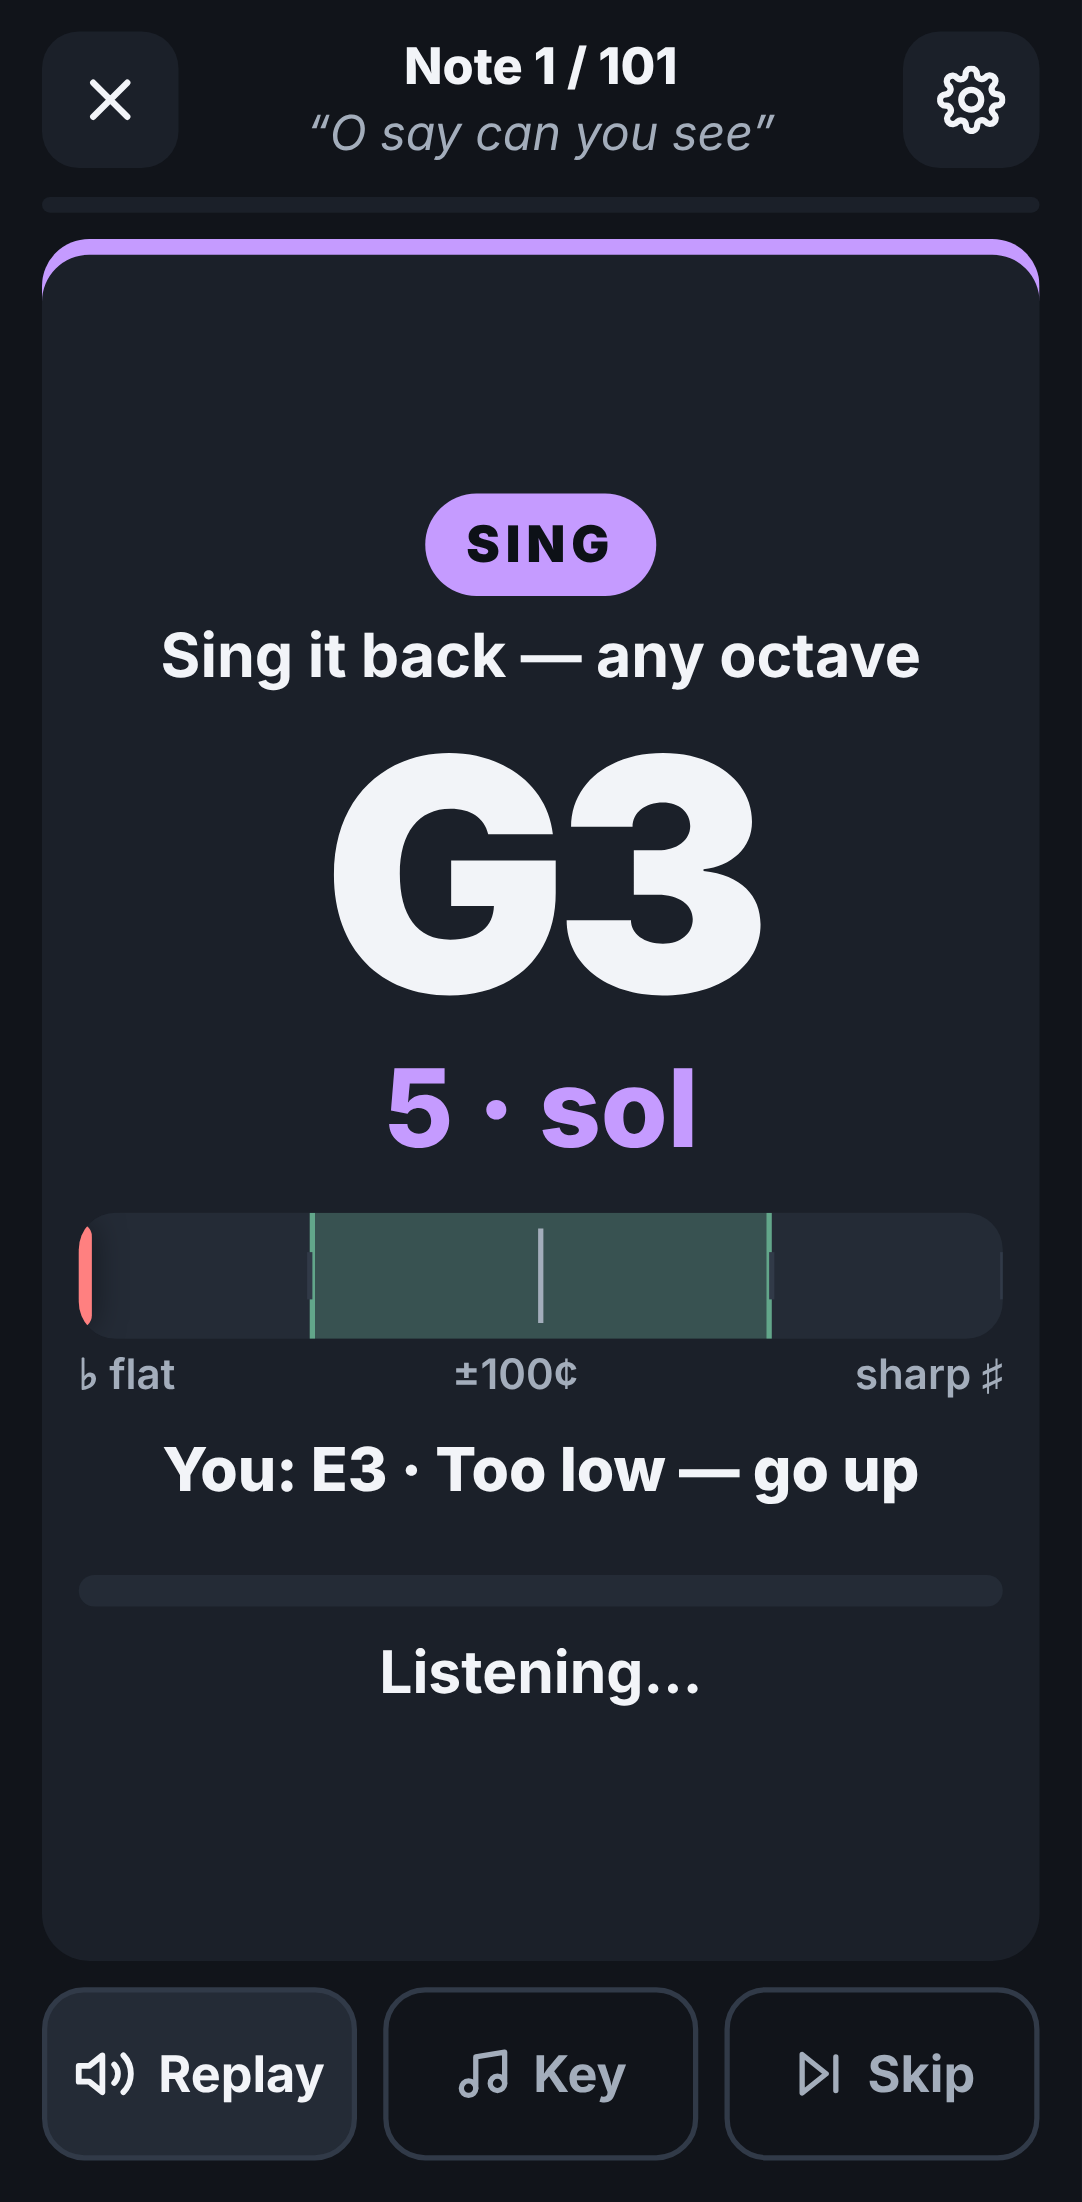 Note 1 / 101
“O say can you see”
SING
Sing it back — any octave
G3
5 · sol
♭ flat
±100¢
sharp ♯
You: E3 · Too low — go up
Listening...
Replay
Key
Skip